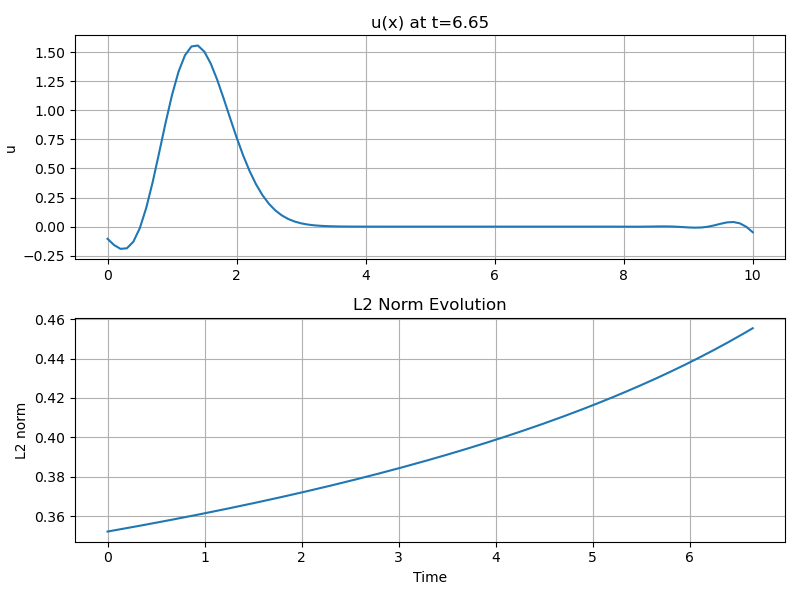 u(x) at t=6.65
u
1.50
1.25
1.00
0.75
0.50
0.25
0.00
−0.25
0 2 4 6 8 10
L2 Norm Evolution
L2 norm
0.46
0.44
0.42
0.40
0.38
0.36
0 1 2 3 4 5 6
Time